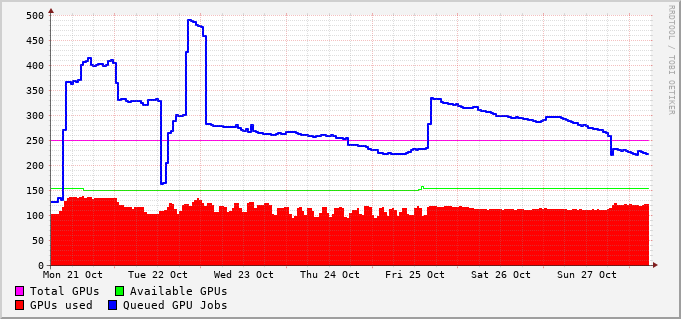 500
450
400
350
300
250
200
150
100
50
0
Mon 21 Oct Tue 22 Oct Wed 23 Oct Thu 24 Oct Fri 25 Oct Sat 26 Oct Sun 27 Oct
Total GPUs Available GPUs
GPUs used Queued GPU Jobs
RRDTOOL / TOBI OETIKER